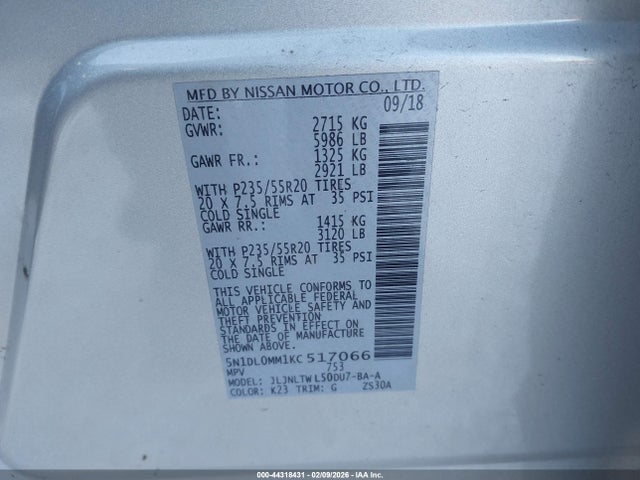 MFD BY NISSAN MOTOR CO., LTD.
DATE: 09/18
GVWR: 2715 KG
5986 LB
GAWR FR.: 1325 KG
2921 LB
WITH P235/55R20 TIRES
20 X 7.5 RIMS AT 35 PSI
COLD SINGLE
GAWR RR.: 1415 KG
3120 LB
WITH P235/55R20 TIRES
20 X 7.5 RIMS AT 35 PSI
COLD SINGLE
THIS VEHICLE CONFORMS TO
ALL APPLICABLE FEDERAL
MOTOR VEHICLE SAFETY AND
THEFT PREVENTION
STANDARDS IN EFFECT ON
THE DATE OF MANUFACTURE
SHOWN ABOVE.
5N1DL0MM1KC517066
MPV 753
MODEL: JLJNLTWL50DU7-BA-A
COLOR: K23 TRIM: G ZS30A
000-44318431 - 02/09/2026 - IAA Inc.